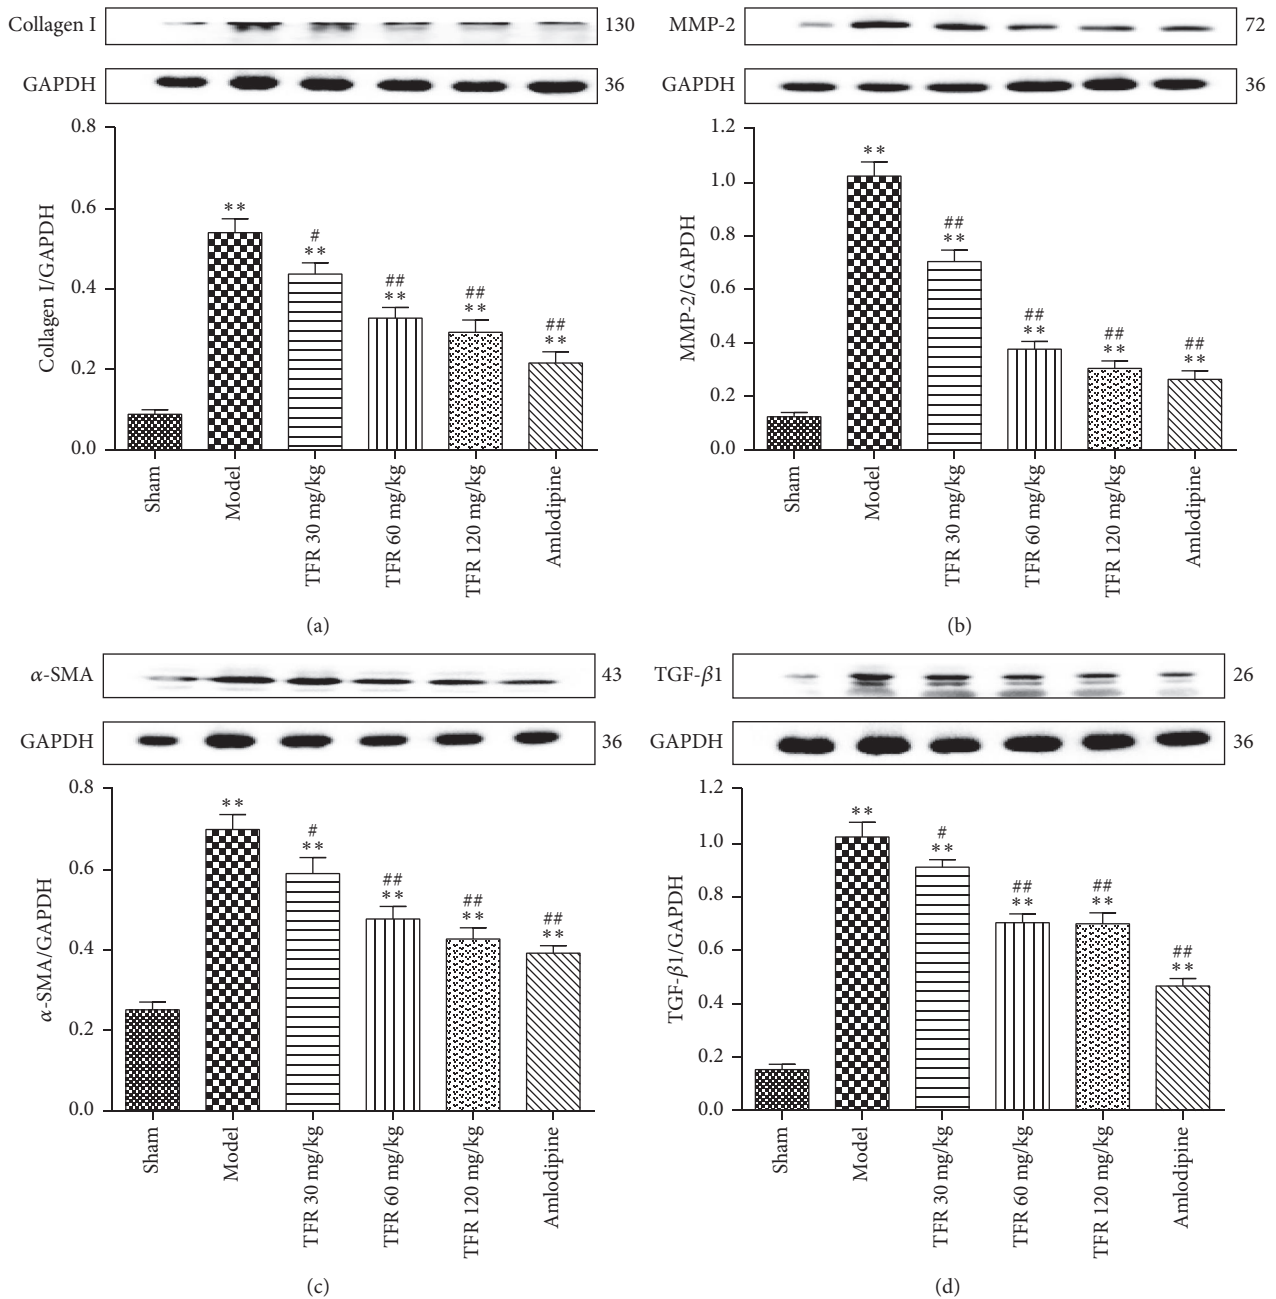 Collagen I 130
GAPDH 36
0.8
0.6
0.4
0.2
0.0
Collagen I/GAPDH
**
#
**
##
**
##
**
##
**
Sham
Model
TFR 30 mg/kg
TFR 60 mg/kg
TFR 120 mg/kg
Amlodipine
(a)
MMP-2 72
GAPDH 36
1.2
1.0
0.8
0.6
0.4
0.2
0.0
MMP-2/GAPDH
**
##
**
##
**
##
**
##
**
Sham
Model
TFR 30 mg/kg
TFR 60 mg/kg
TFR 120 mg/kg
Amlodipine
(b)
α-SMA 43
GAPDH 36
0.8
0.6
0.4
0.2
0.0
α-SMA/GAPDH
**
#
**
##
**
##
**
##
**
Sham
Model
TFR 30 mg/kg
TFR 60 mg/kg
TFR 120 mg/kg
Amlodipine
(c)
TGF-β1 26
GAPDH 36
1.2
1.0
0.8
0.6
0.4
0.2
0.0
TGF-β1/GAPDH
**
#
**
##
**
##
**
##
**
Sham
Model
TFR 30 mg/kg
TFR 60 mg/kg
TFR 120 mg/kg
Amlodipine
(d)